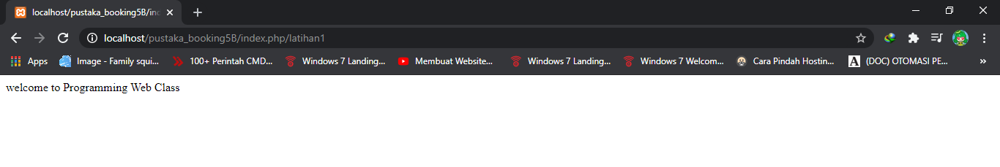 localhost/pustaka_booking5B/inc
localhost/pustaka_booking5B/index.php/latihan1
Apps Image - Family squi... 100+ Perintah CMD... Windows 7 Landing... Membuat Website... Windows 7 Landing... Windows 7 Welcom... Cara Pindah Hostin... A (DOC) OTOMASI PE... »
welcome to Programming Web Class